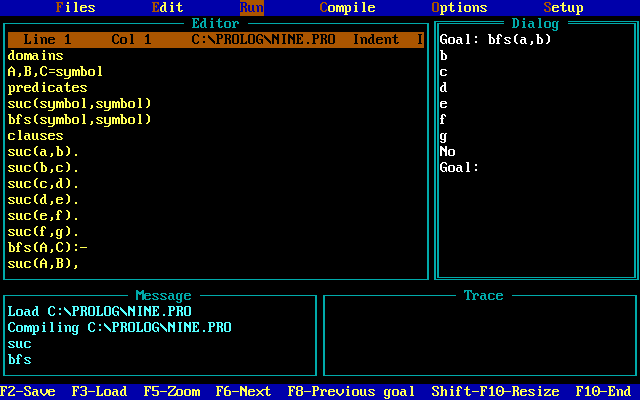 Files Edit Run Compile Options Setup
Editor
Line 1 Col 1 C:\PROLOG\NINE.PRO Indent I
domains
A,B,C=symbol
predicates
suc(symbol,symbol)
bfs(symbol,symbol)
clauses
suc(a,b).
suc(b,c).
suc(c,d).
suc(d,e).
suc(e,f).
suc(f,g).
bfs(A,C):-
suc(A,B),
Dialog
Goal: bfs(a,b)
b
c
d
e
f
g
No
Goal:
Message
Load C:\PROLOG\NINE.PRO
Compiling C:\PROLOG\NINE.PRO
suc
bfs
Trace
F2-Save F3-Load F5-Zoom F6-Next F8-Previous goal Shift-F10-Resize F10-End